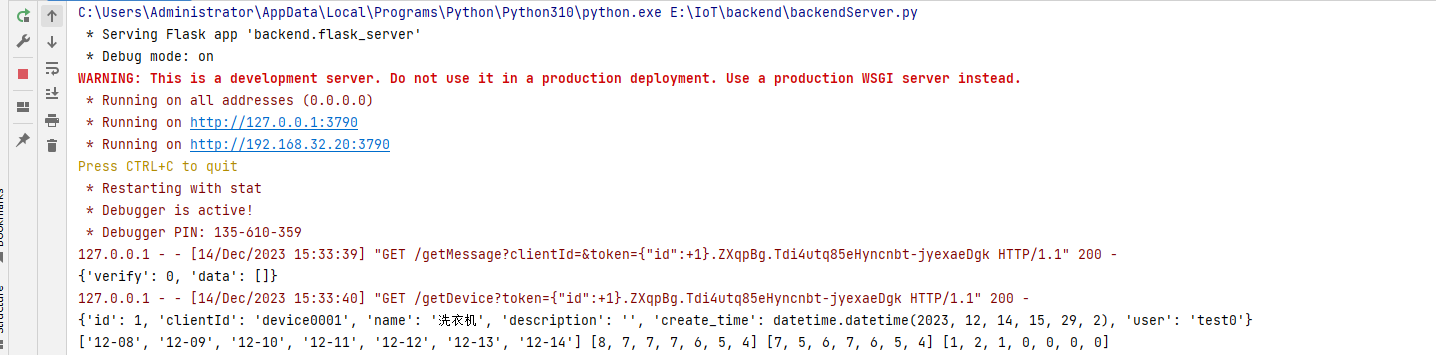 C:\Users\Administrator\AppData\Local\Programs\Python\Python310\python.exe E:\IoT\backend\backendServer.py
* Serving Flask app 'backend.flask_server'
* Debug mode: on
WARNING: This is a development server. Do not use it in a production deployment. Use a production WSGI server instead.
* Running on all addresses (0.0.0.0)
* Running on http://127.0.0.1:3790
* Running on http://192.168.32.20:3790
Press CTRL+C to quit
* Restarting with stat
* Debugger is active!
* Debugger PIN: 135-610-359
127.0.0.1 - - [14/Dec/2023 15:33:39] "GET /getMessage?clientId=&token={"id":+1}.ZXqpBg.Tdi4utq85eHyncnbt-jyexaeDgk HTTP/1.1" 200 -
{'verify': 0, 'data': []}
127.0.0.1 - - [14/Dec/2023 15:33:40] "GET /getDevice?token={"id":+1}.ZXqpBg.Tdi4utq85eHyncnbt-jyexaeDgk HTTP/1.1" 200 -
{'id': 1, 'clientId': 'device0001', 'name': '洗衣机', 'description': '', 'create_time': datetime.datetime(2023, 12, 14, 15, 29, 2), 'user': 'test0'}
['12-08', '12-09', '12-10', '12-11', '12-12', '12-13', '12-14'] [8, 7, 7, 7, 6, 5, 4] [7, 5, 6, 7, 6, 5, 4] [1, 2, 1, 0, 0, 0, 0]